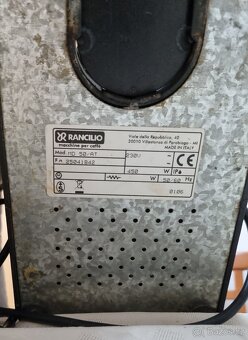 RANCILIO
macchine per caffè
Viale della Repubblica, 40
20010 Villastanza di Parabiago - MI
MADE IN ITALY
Mod. MD 50/AT 230V ~
450 W IP
W 50/60 Hz
0106